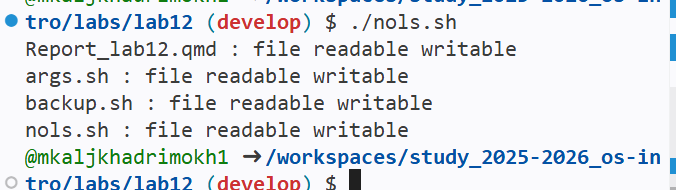 @mkaljkhadrimokh1 ➜/workspaces/study_2025-2026_os-in
tro/labs/lab12 (develop) $ ./nols.sh
Report_lab12.qmd : file readable writable
args.sh : file readable writable
backup.sh : file readable writable
nols.sh : file readable writable
@mkaljkhadrimokh1 ➜/workspaces/study_2025-2026_os-in
tro/labs/lab12 (develop) $